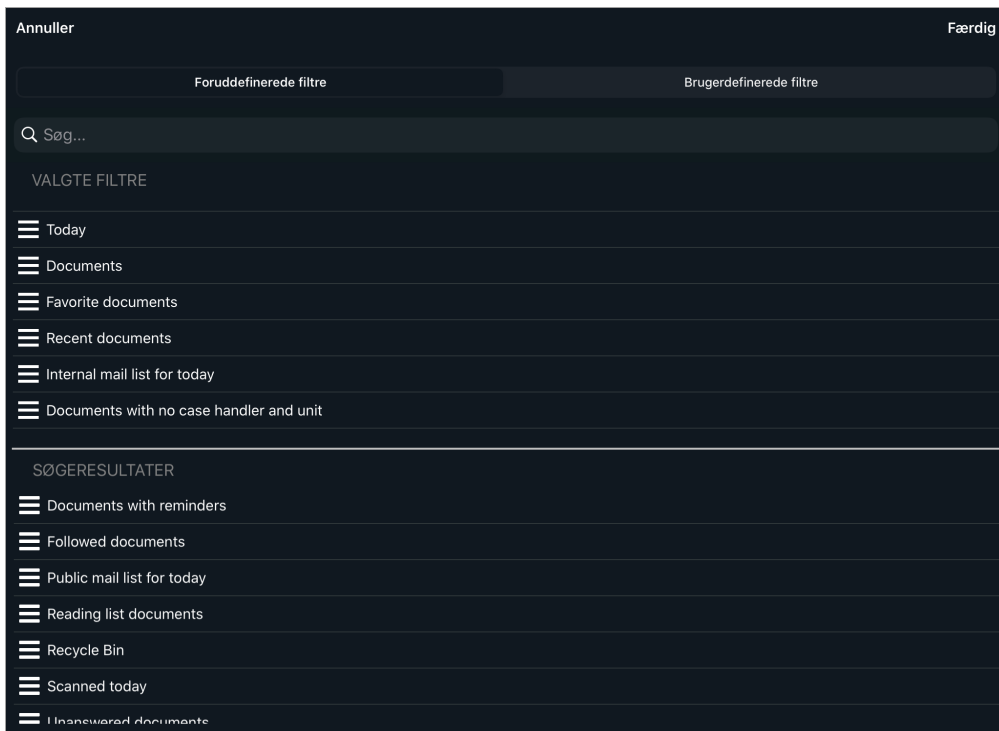 Annuller
Færdig
Foruddefinerede filtre
Brugerdefinerede filtre
Søg...
VALGTE FILTRE
Today
Documents
Favorite documents
Recent documents
Internal mail list for today
Documents with no case handler and unit
SØGERESULTATER
Documents with reminders
Followed documents
Public mail list for today
Reading list documents
Recycle Bin
Scanned today
Unanswered documents